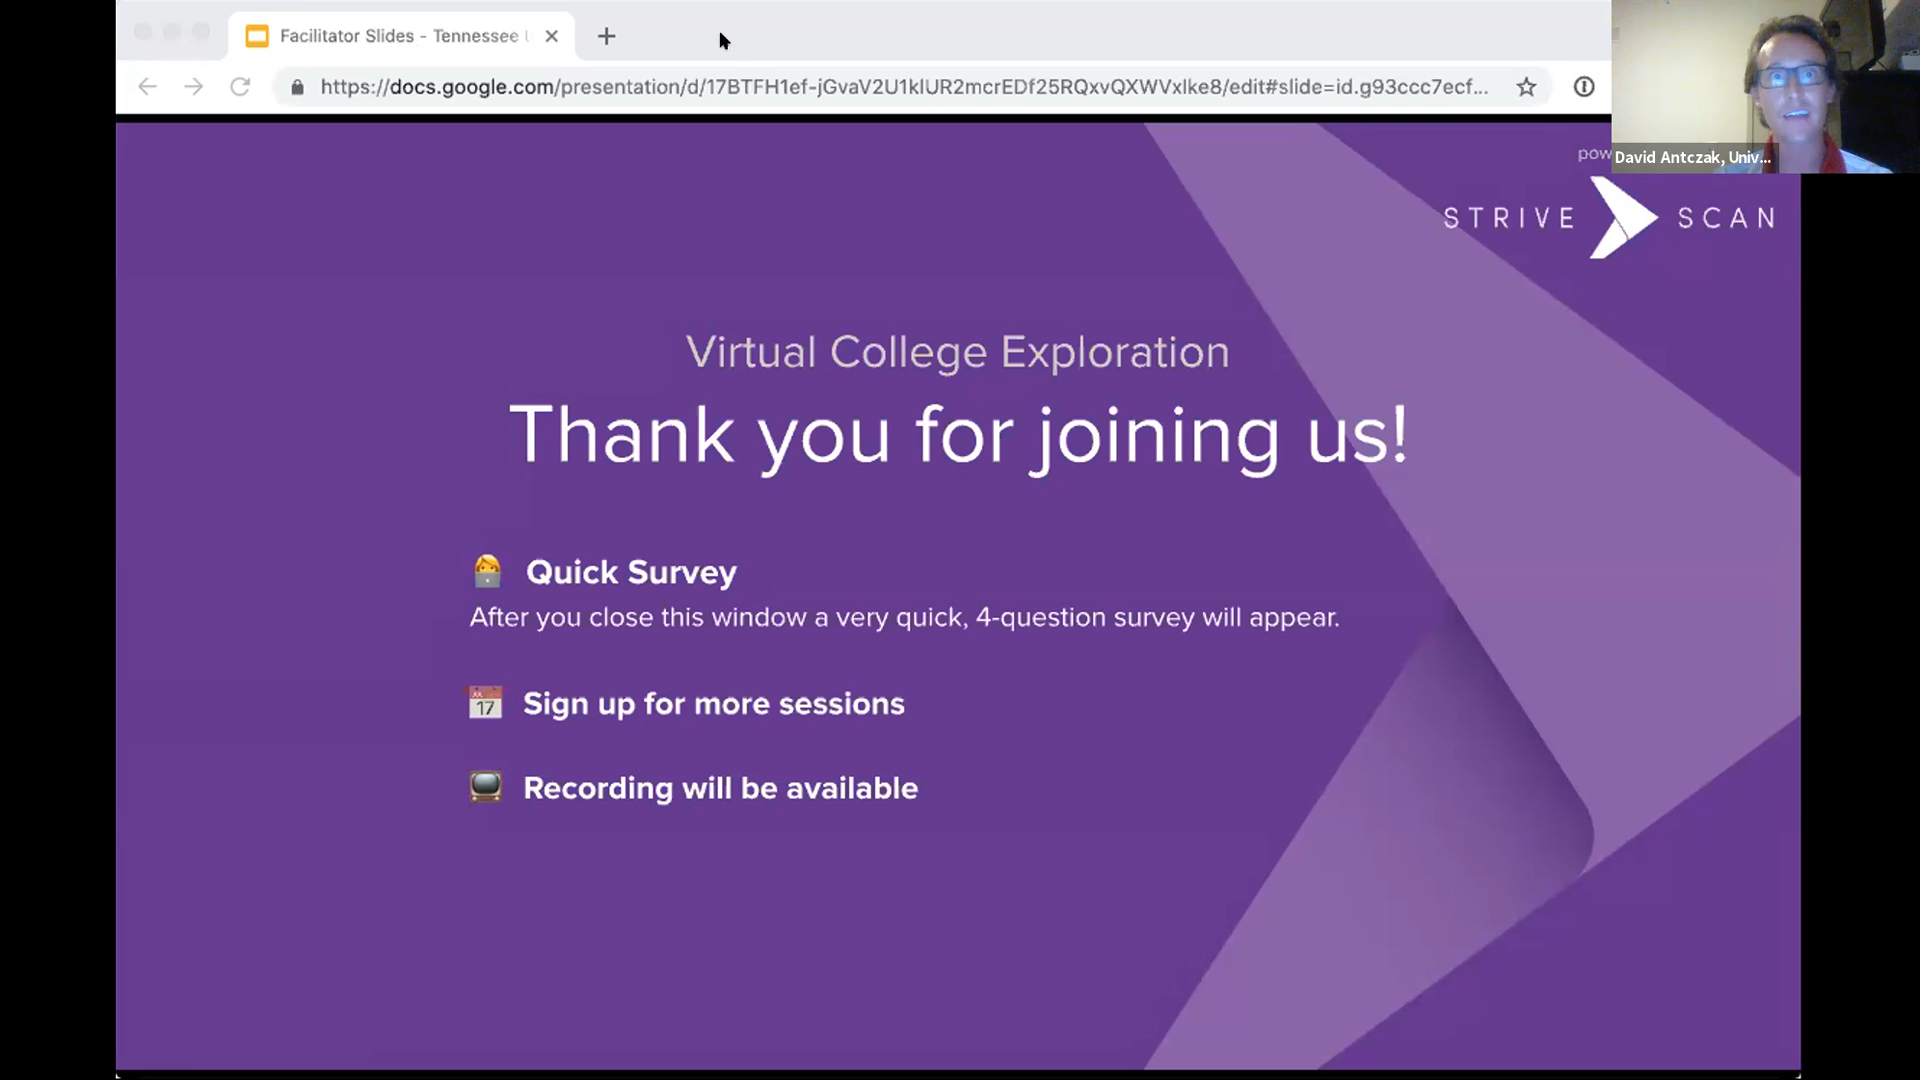 Facilitator Slides - Tennessee
https://docs.google.com/presentation/d/17BTFH1ef-jGvaV2U1klUR2mcrEDf25RQxvQXWVxlke8/edit#slide=id.g93ccc7ecf...
David Antczak, Univ...
STRIVE SCAN
Virtual College Exploration
Thank you for joining us!
Quick Survey
After you close this window a very quick, 4-question survey will appear.
17
Sign up for more sessions
Recording will be available